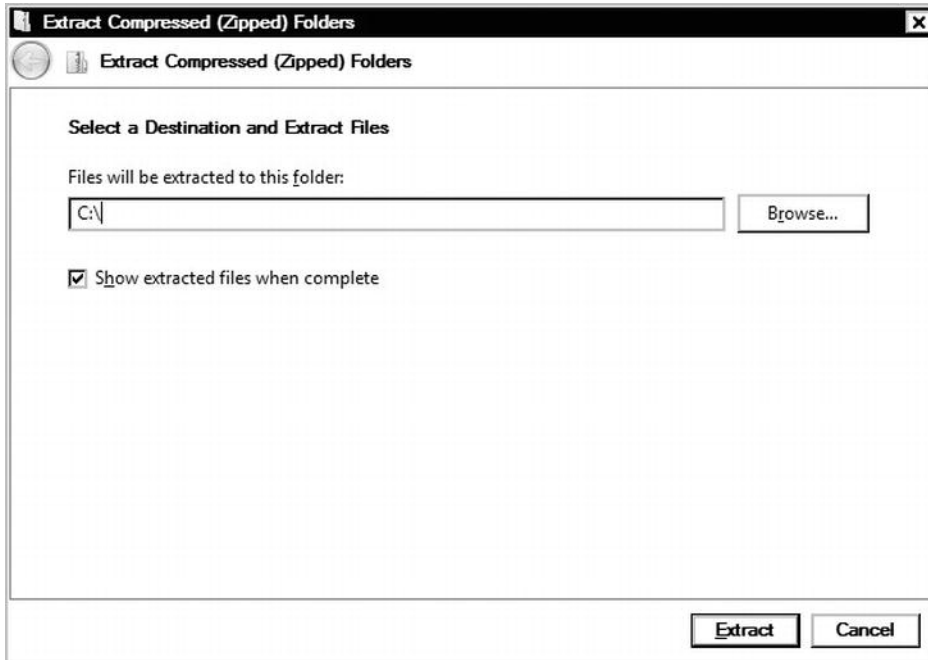 Extract Compressed (Zipped) Folders
Extract Compressed (Zipped) Folders
Select a Destination and Extract Files
Files will be extracted to this folder:
C:\
Browse...
Show extracted files when complete
Extract
Cancel